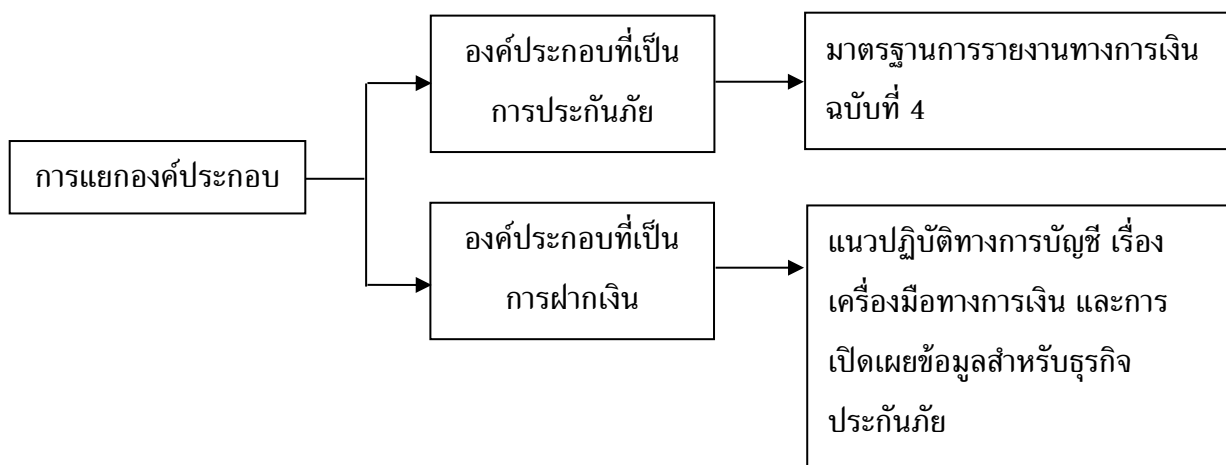 การแยกองค์ประกอบ
องค์ประกอบที่เป็น
การประกันภัย
มาตรฐานการรายงานทางการเงิน
ฉบับที่ 4
องค์ประกอบที่เป็น
การฝากเงิน
แนวปฏิบัติทางการบัญชี เรื่อง
เครื่องมือทางการเงิน และการ
เปิดเผยข้อมูลสำหรับธุรกิจ
ประกันภัย